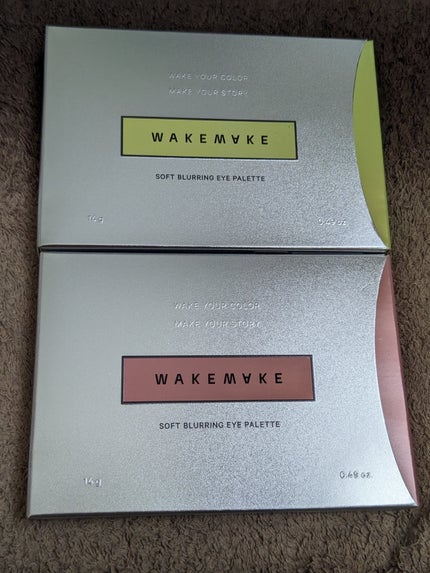 WAKE YOUR COLOR
MAKE YOUR STORY
WAKEMAKE
SOFT BLURRING EYE PALETTE
14 g
0.49 oz
WAKE YOUR COLOR
MAKE YOUR STORY
WAKEMAKE
SOFT BLURRING EYE PALETTE
14 g
0.48 oz